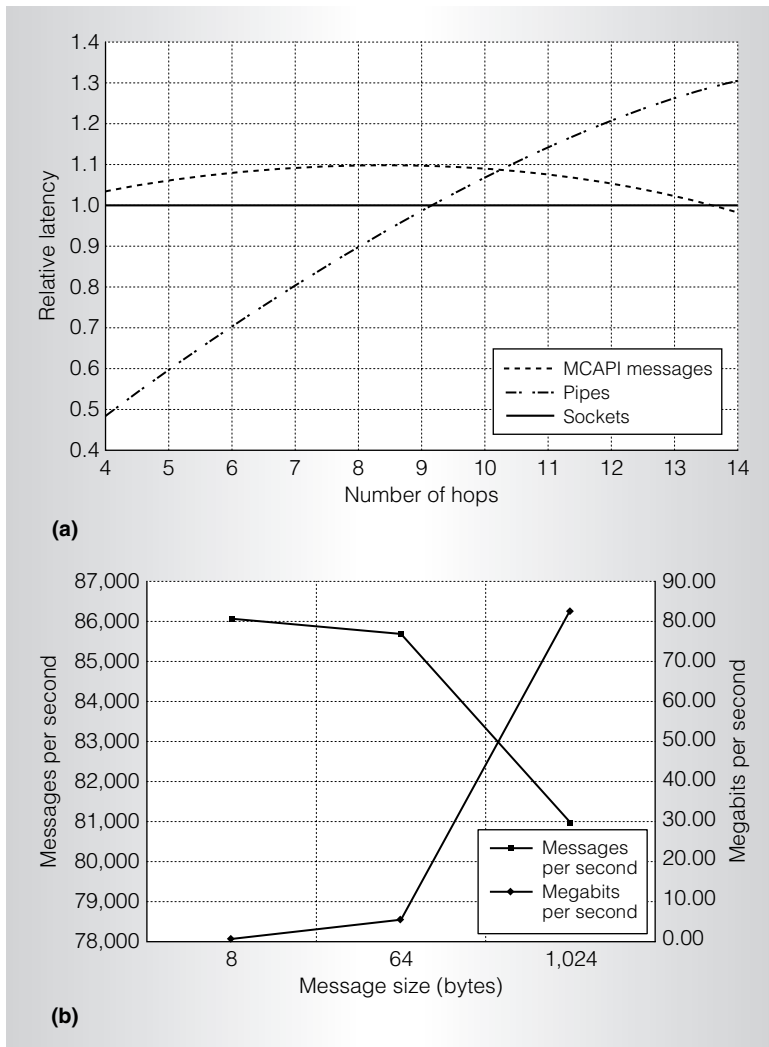 1.4
1.3
1.2
1.1
1.0
0.9
0.8
0.7
0.6
0.5
0.4
Relative latency
MCAPI messages
Pipes
Sockets
4 5 6 7 8 9 10 11 12 13 14
Number of hops
(a)
87,000
86,000
85,000
84,000
83,000
82,000
81,000
80,000
79,000
78,000
Messages per second
90.00
80.00
70.00
60.00
50.00
40.00
30.00
20.00
10.00
0.00
Megabits per second
Messages
per second
Megabits
per second
8 64 1,024
Message size (bytes)
(b)